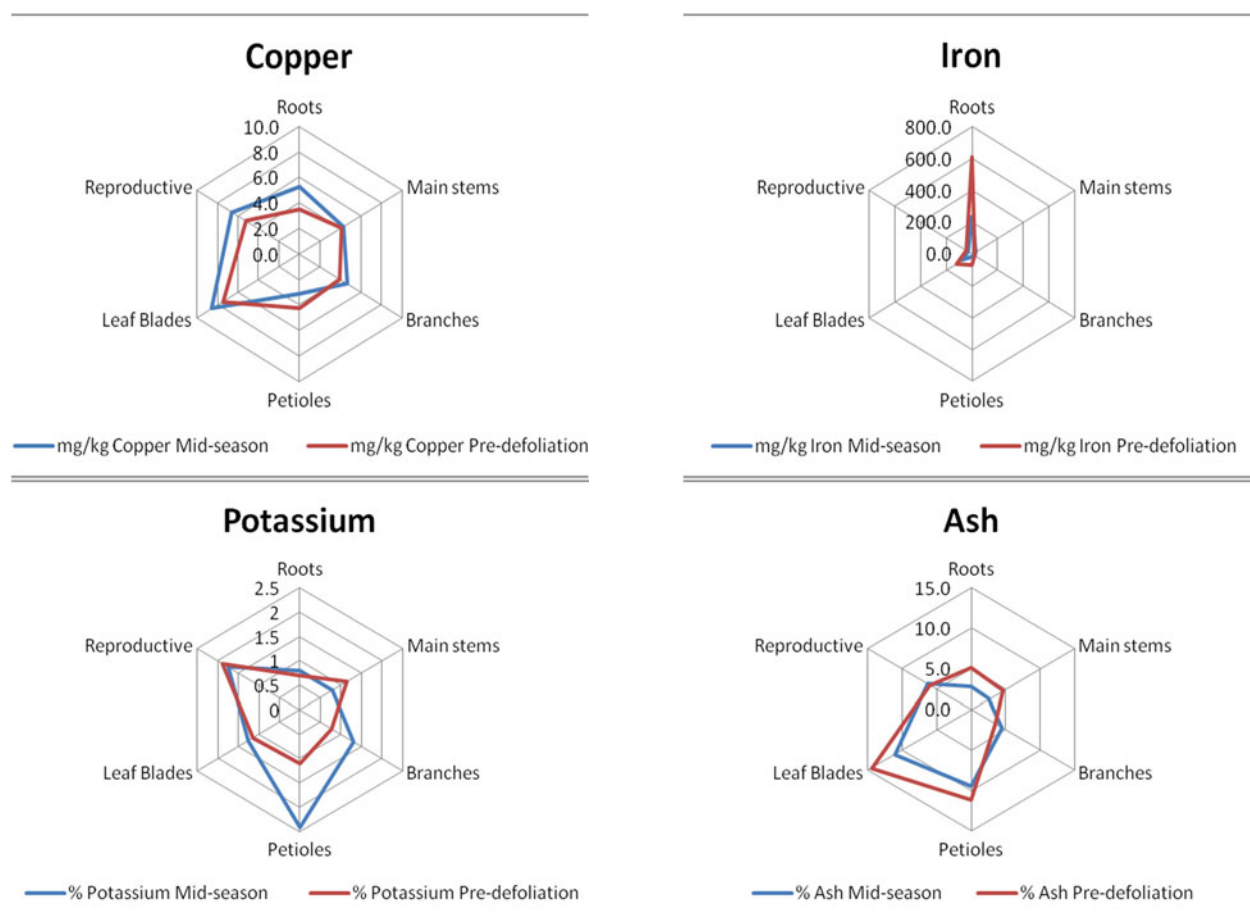 Copper
Roots
10.0
8.0
6.0
4.0
2.0
0.0
Reproductive
Main stems
Leaf Blades
Branches
Petioles
mg/kg Copper Mid-season
mg/kg Copper Pre-defoliation
Iron
Roots
800.0
600.0
400.0
200.0
0.0
Reproductive
Main stems
Leaf Blades
Branches
Petioles
mg/kg Iron Mid-season
mg/kg Iron Pre-defoliation
Potassium
Roots
2.5
2
1.5
1
0.5
0
Reproductive
Main stems
Leaf Blades
Branches
Petioles
% Potassium Mid-season
% Potassium Pre-defoliation
Ash
Roots
15.0
10.0
5.0
0.0
Reproductive
Main stems
Leaf Blades
Branches
Petioles
% Ash Mid-season
% Ash Pre-defoliation